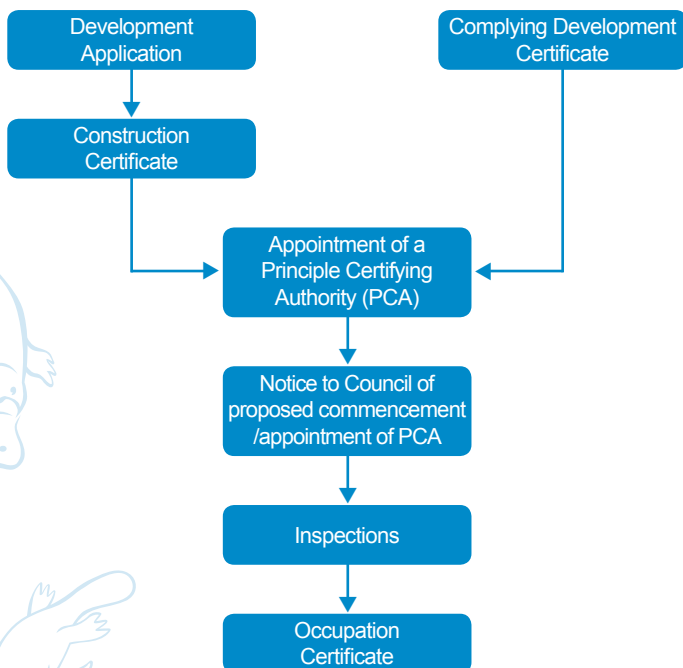 Development
Application
Complying Development
Certificate
Construction
Certificate
Appointment of a
Principle Certifying
Authority (PCA)
Notice to Council of
proposed commencement
/appointment of PCA
Inspections
Occupation
Certificate